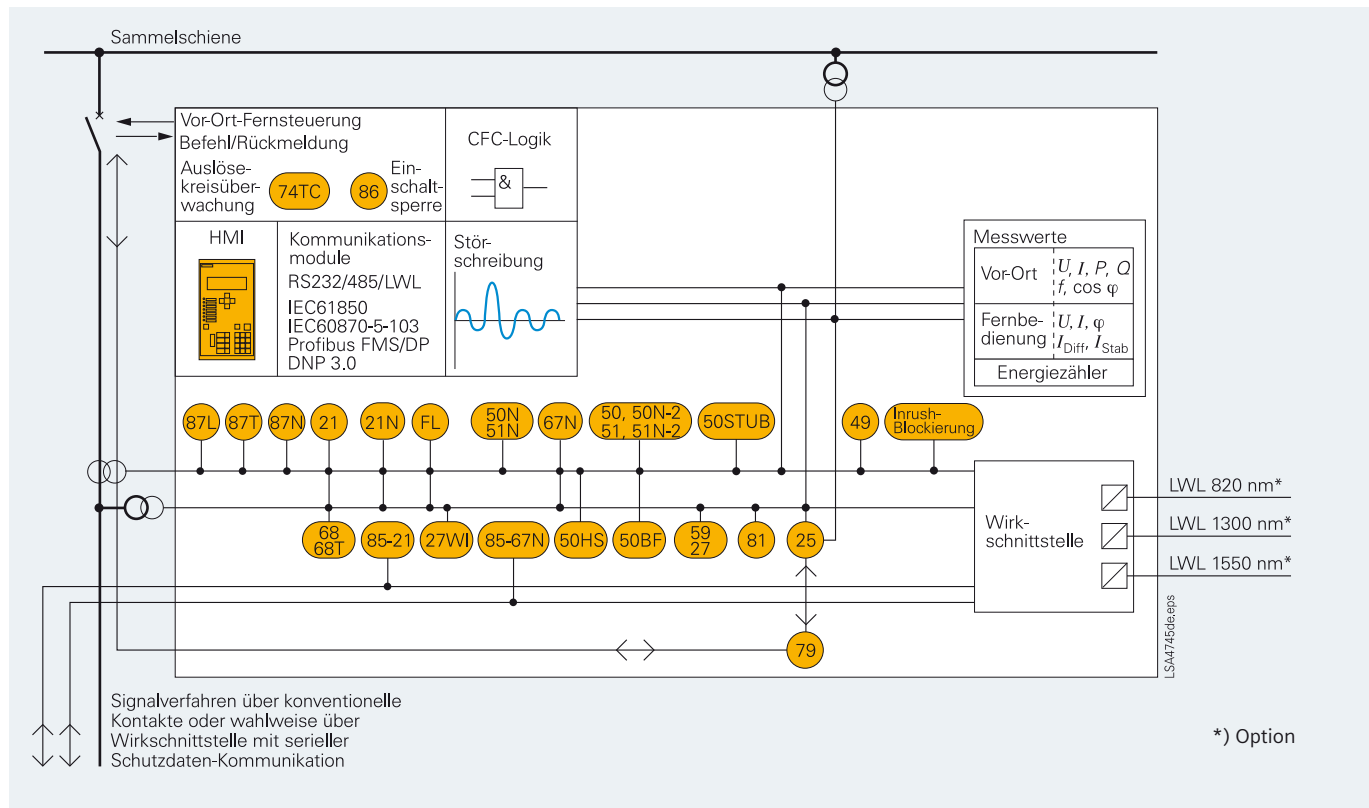 Sammelschiene
Vor-Ort-Fernsteuerung
Befehl/Rückmeldung
Auslöse-
kreisüber-
wachung
74TC
86
Ein-
schalt-
sperre
CFC-Logik
&
HMI
Kommunikations-
module
RS232/485/LWL
IEC61850
IEC60870-5-103
Profibus FMS/DP
DNP 3.0
Stör-
schreibung
Messwerte
Vor-Ort
U, I, P, Q
f, cos φ
Fernbe-
dienung
U, I, φ
I_Diff, I_Stab
Energiezähler
87L
87T
87N
21
21N
FL
50N
51N
67N
50, 50N-2
51, 51N-2
50STUB
49
Inrush-
Blockierung
68
68T
85-21
27WI
85-67N
50HS
50BF
59
27
81
25
79
Wirk-
schnittstelle
LWL 820 nm*
LWL 1300 nm*
LWL 1550 nm*
LSA4745de.eps
Signalverfahren über konventionelle
Kontakte oder wahlweise über
Wirkschnittstelle mit serieller
Schutzdaten-Kommunikation
*) Option